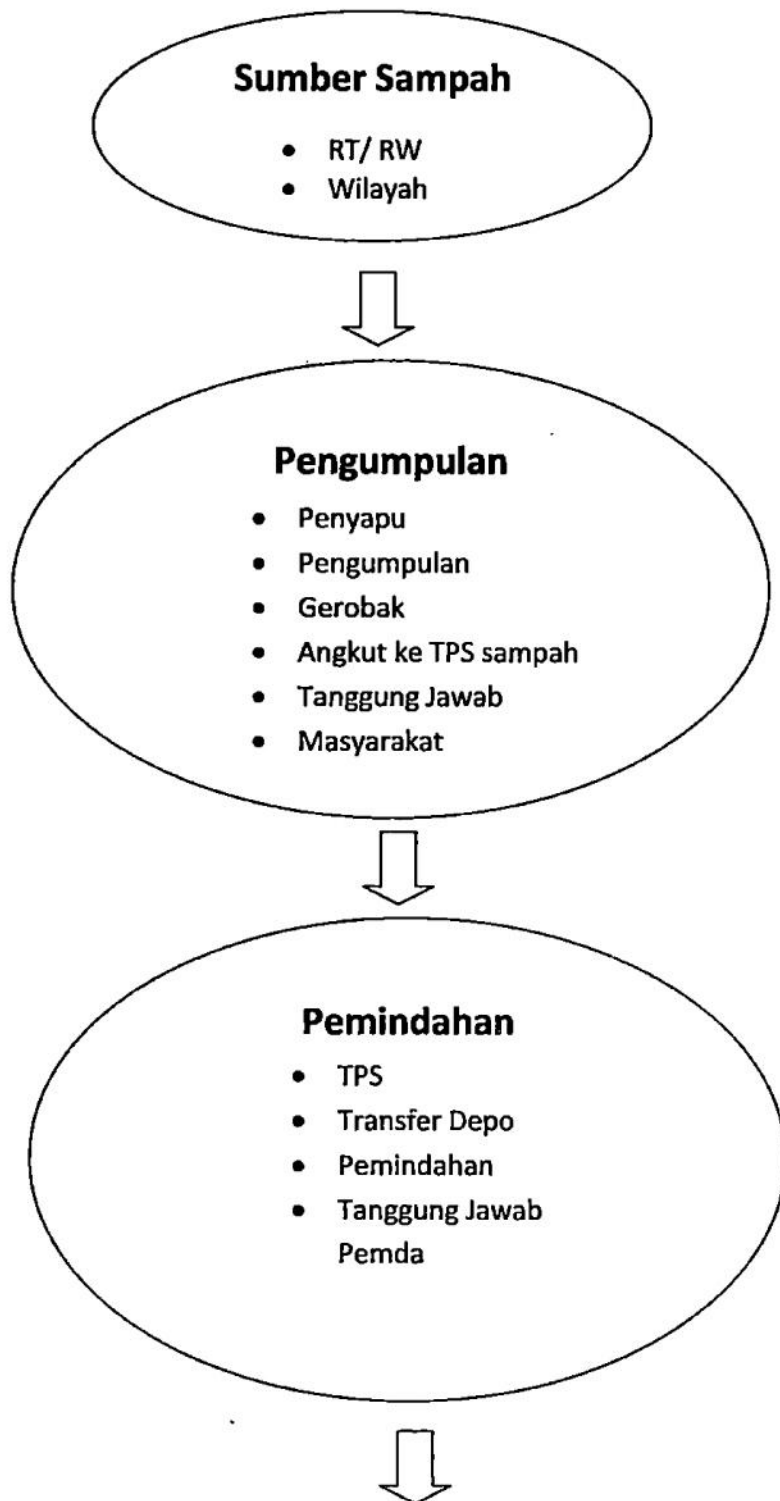 Sumber Sampah
• RT/ RW
• Wilayah
Pengumpulan
• Penyapu
• Pengumpulan
• Gerobak
• Angkut ke TPS sampah
• Tanggung Jawab
• Masyarakat
Pemindahan
• TPS
• Transfer Depo
• Pemindahan
• Tanggung Jawab
Pemda